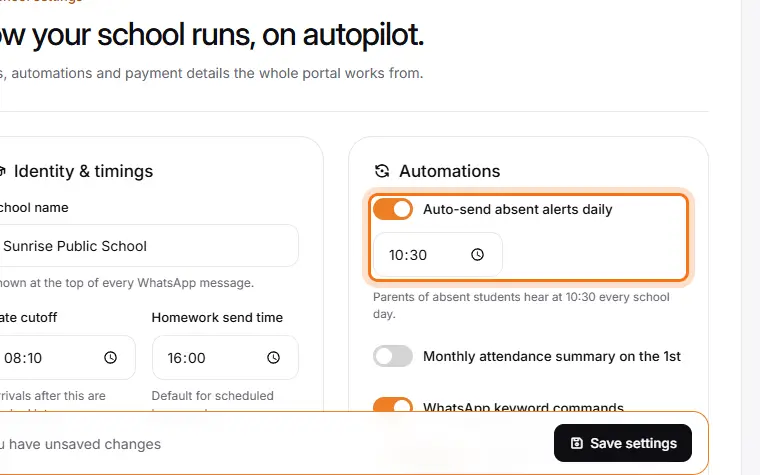 ow your school runs, on autopilot.
s, automations and payment details the whole portal works from.
Identity & timings
chool name
Sunrise Public School
hown at the top of every WhatsApp message.
ate cutoff
Homework send time
08:10
16:00
rrivals after this are
Default for scheduled
Automations
Auto-send absent alerts daily
10:30
Parents of absent students hear at 10:30 every school
day.
Monthly attendance summary on the 1st
WhatsApp keyword commands
u have unsaved changes
Save settings